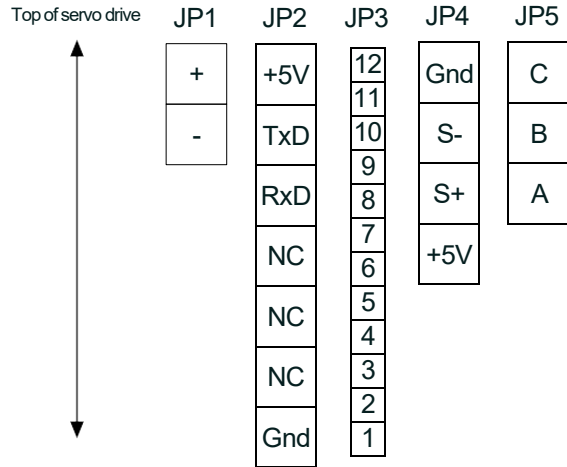 Top of servo drive JP1 JP2 JP3 JP4 JP5
+ +5V 12 Gnd C
11
- TxD 10 S- B
9
RxD 8 S+ A
7
NC 6 +5V
5
NC 4
3
NC 2
Gnd 1